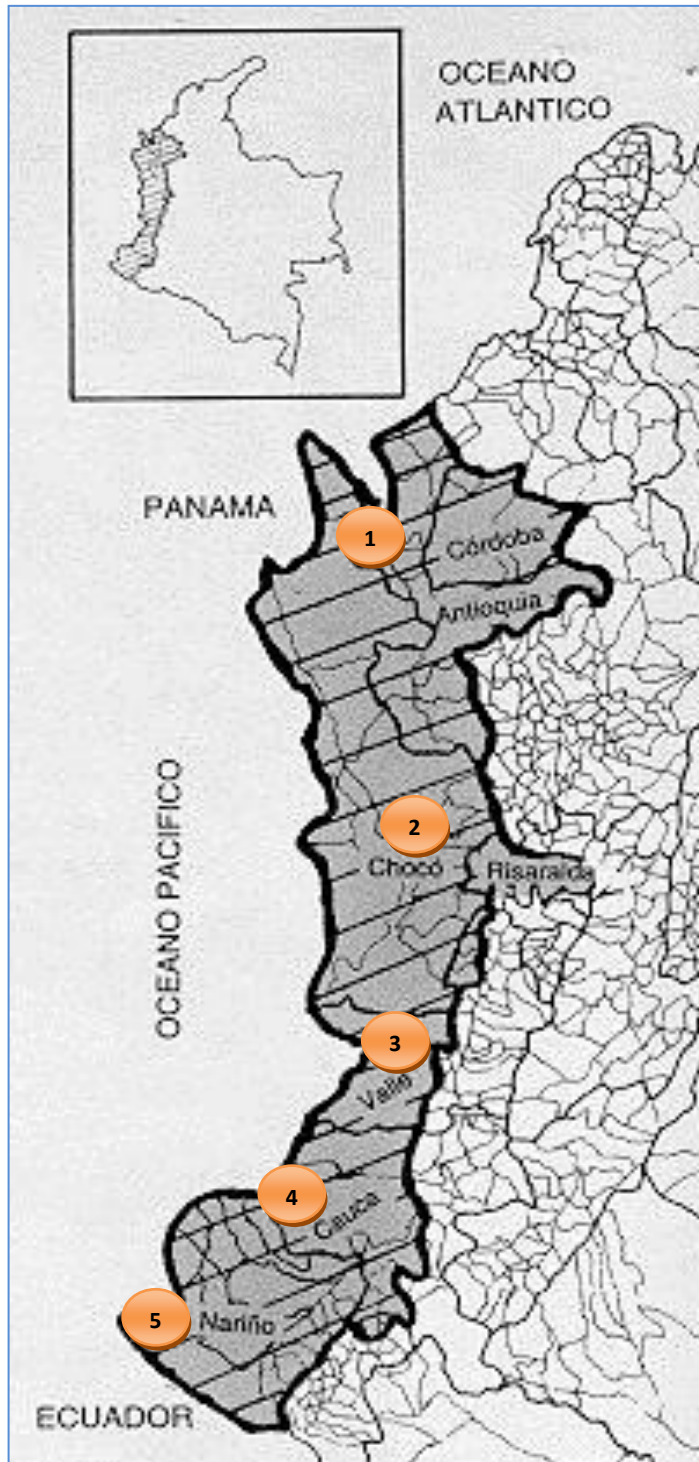 OCEANO
ATLANTICO
PANAMA
1
Córdoba
Antioquia
OCEANO PACIFICO
2
Chocó
Risaralda
3
Valle
4
Cauca
5
Nariño
ECUADOR